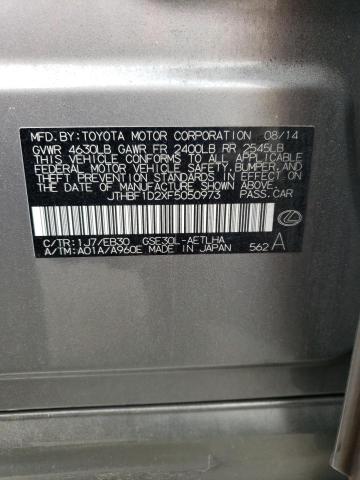 MFD.BY:TOYOTA MOTOR CORPORATION 08/14
GVWR 4630LB GAWR FR 2400LB RR 2545LB
THIS VEHICLE CONFORMS TO ALL APPLICABLE
FEDERAL MOTOR VEHICLE SAFETY, BUMPER, AND
THEFT PREVENTION STANDARDS IN EFFECT ON
THE DATE OF MANUFACTURE SHOWN ABOVE.
JTHBF1D2XF5050973 PASS.CAR
C/TR:1J7/EB30 GSE30L-AETLHA
A/TM:A01A/A960E MADE IN JAPAN 562 A